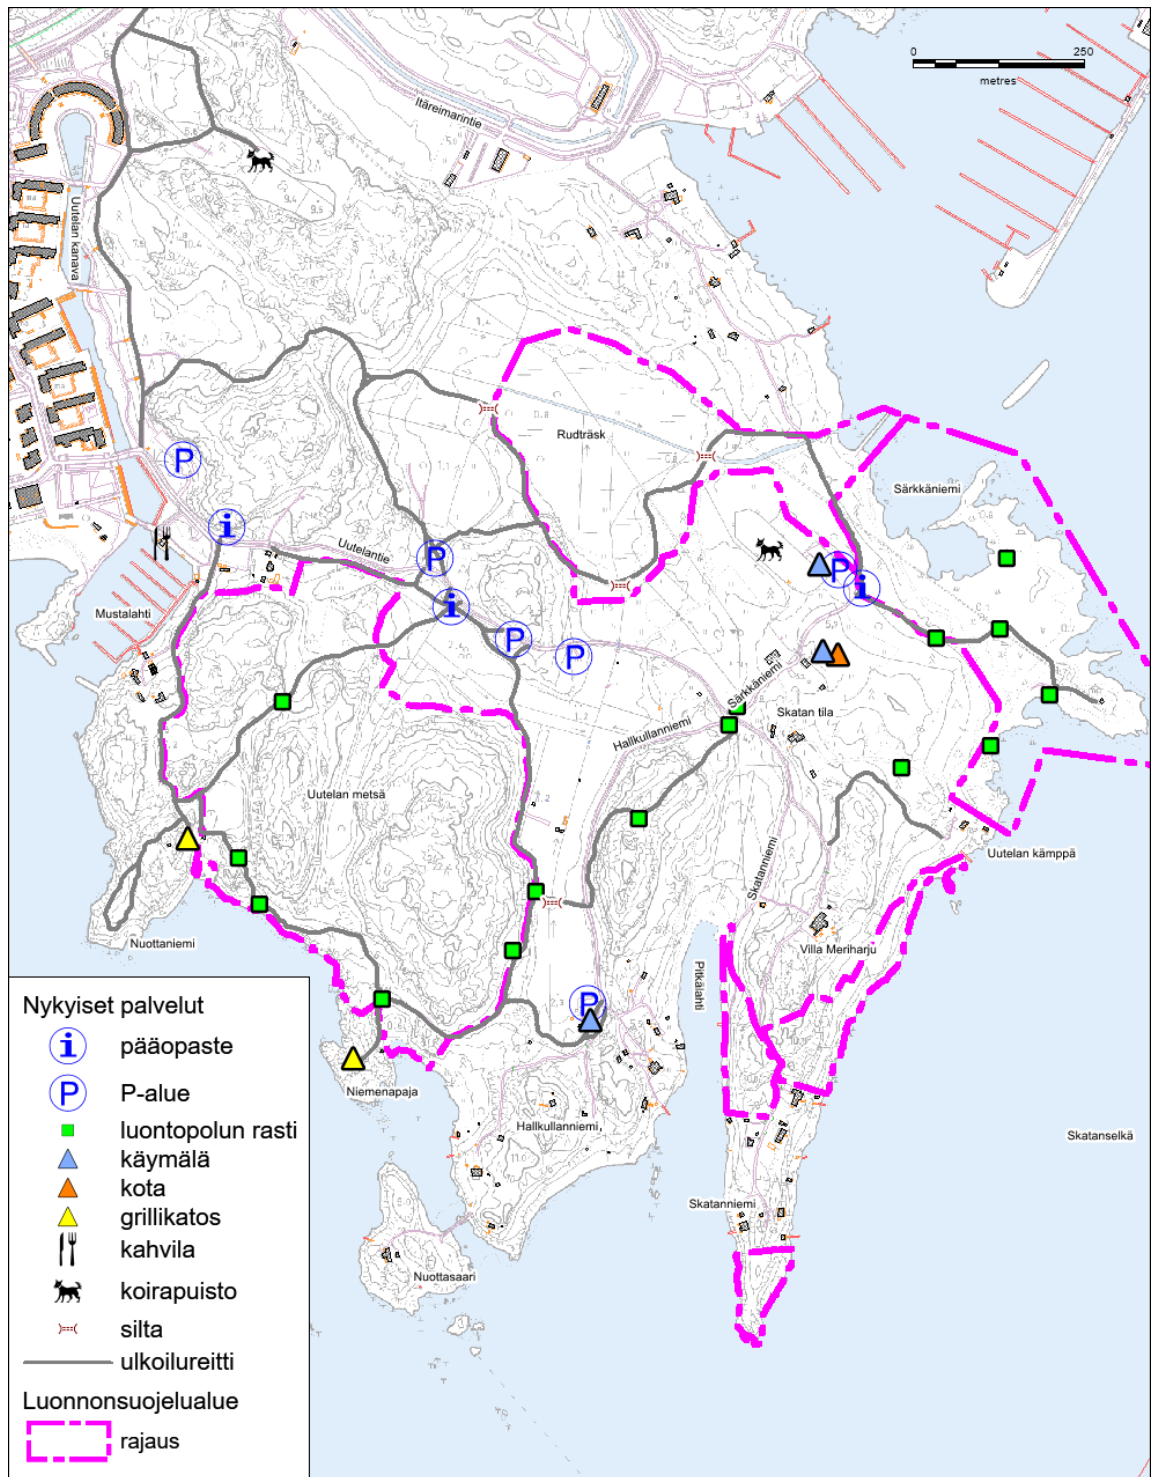 0 250
metres
Itäreimarintie
Uutelan kanava
Rudträsk
Särkkäniemi
Uutelantie
Mustalahti
Särkkäniemi
Skatan tila
Hallkullanniemi
Uutelan metsä
Uutelan kämppä
Skatanniemi
Nuottaniemi
Villa Meriharju
Pitkälahti
Niemenapaja
Hallkullanniemi
Skatanselkä
Skatanniemi
Nuottasaari
Nykyiset palvelut
i pääopaste
P P-alue
luontopolun rasti
käymälä
kota
grillikatos
kahvila
koirapuisto
silta
ulkoilureitti
Luonnonsuojelualue
rajaus